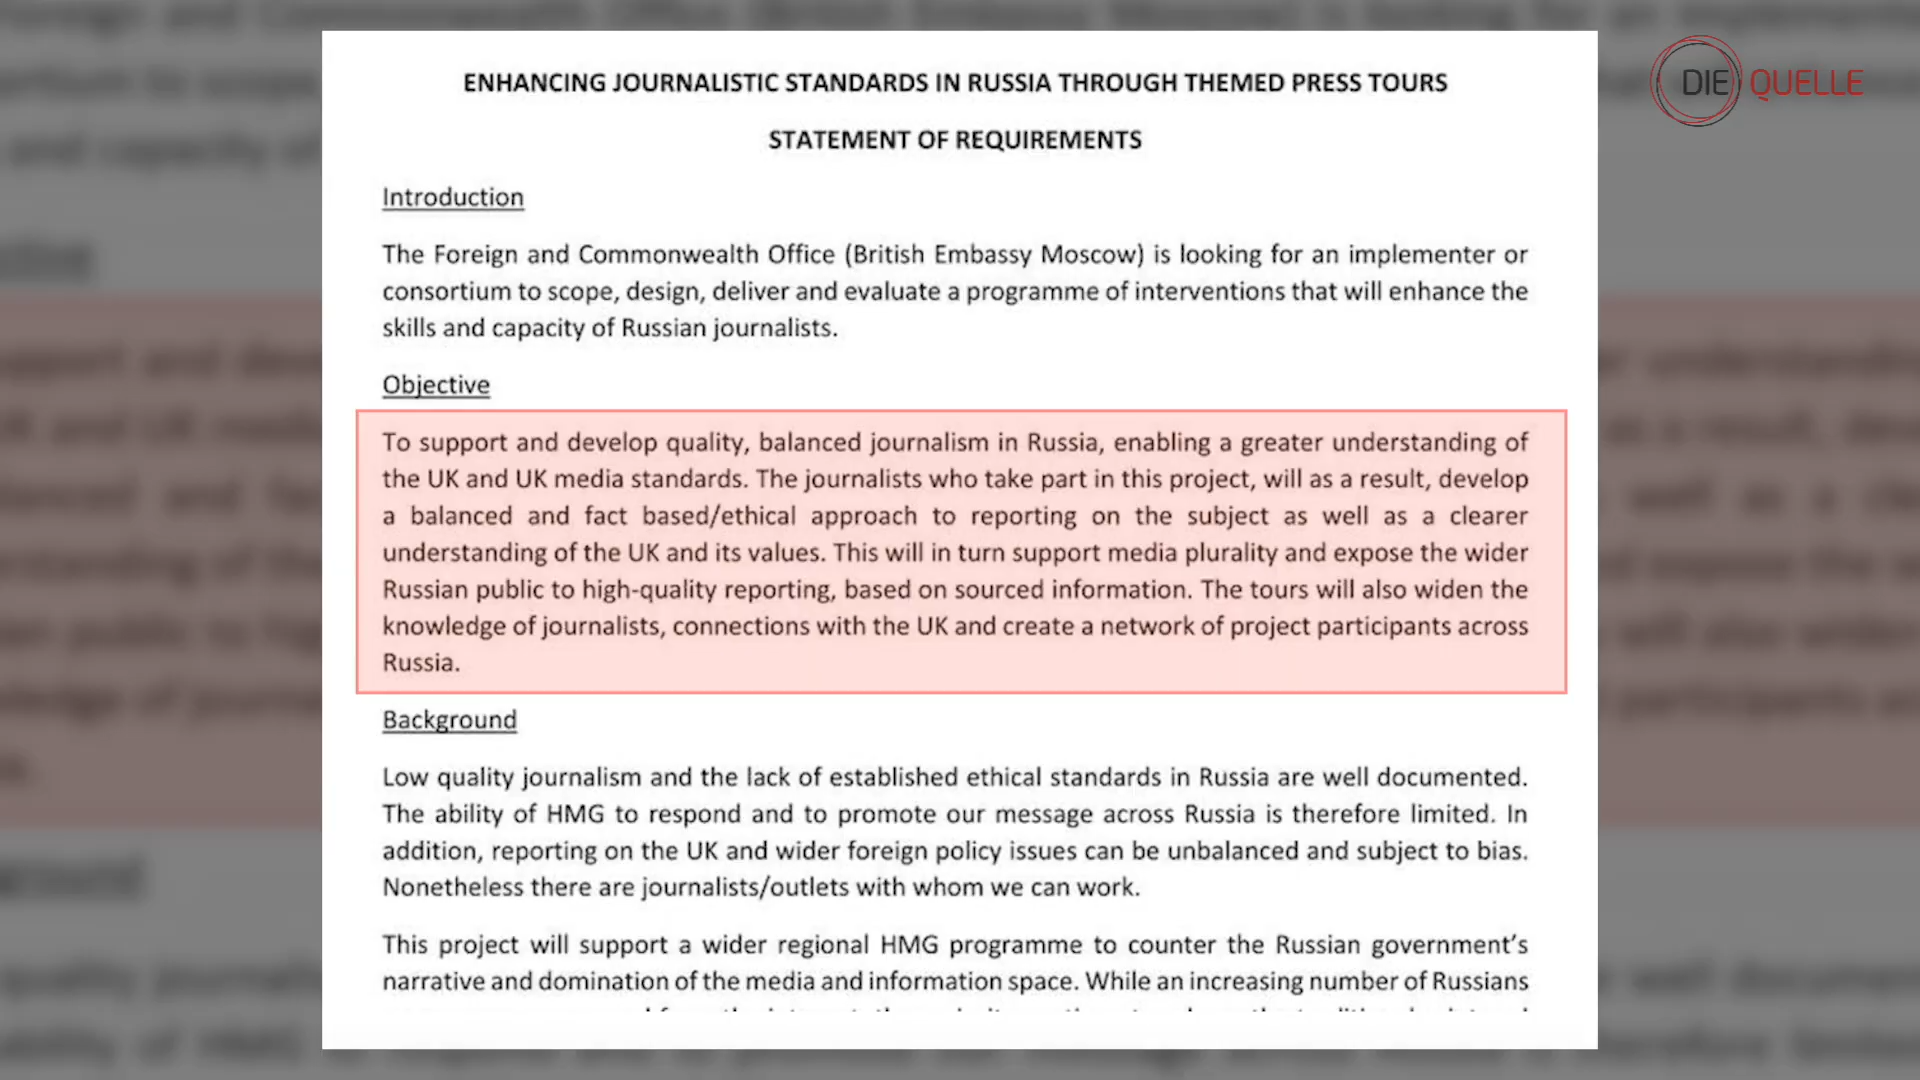 ENHANCING JOURNALISTIC STANDARDS IN RUSSIA THROUGH THEMED PRESS TOURS
DIE QUELLE
STATEMENT OF REQUIREMENTS
Introduction
The Foreign and Commonwealth Office (British Embassy Moscow) is looking for an implementer or
consortium to scope, design, deliver and evaluate a programme of interventions that will enhance the
skills and capacity of Russian journalists.
Objective
To support and develop quality, balanced journalism in Russia, enabling a greater understanding of
the UK and UK media standards. The journalists who take part in this project, will as a result, develop
a balanced and fact based/ethical approach to reporting on the subject as well as a clearer
understanding of the UK and its values. This will in turn support media plurality and expose the wider
Russian public to high-quality reporting, based on sourced information. The tours will also widen the
knowledge of journalists, connections with the UK and create a network of project participants across
Russia.
Background
Low quality journalism and the lack of established ethical standards in Russia are well documented.
The ability of HMG to respond and to promote our message across Russia is therefore limited. In
addition, reporting on the UK and wider foreign policy issues can be unbalanced and subject to bias.
Nonetheless there are journalists/outlets with whom we can work.
This project will support a wider regional HMG programme to counter the Russian government’s
narrative and domination of the media and information space. While an increasing number of Russians